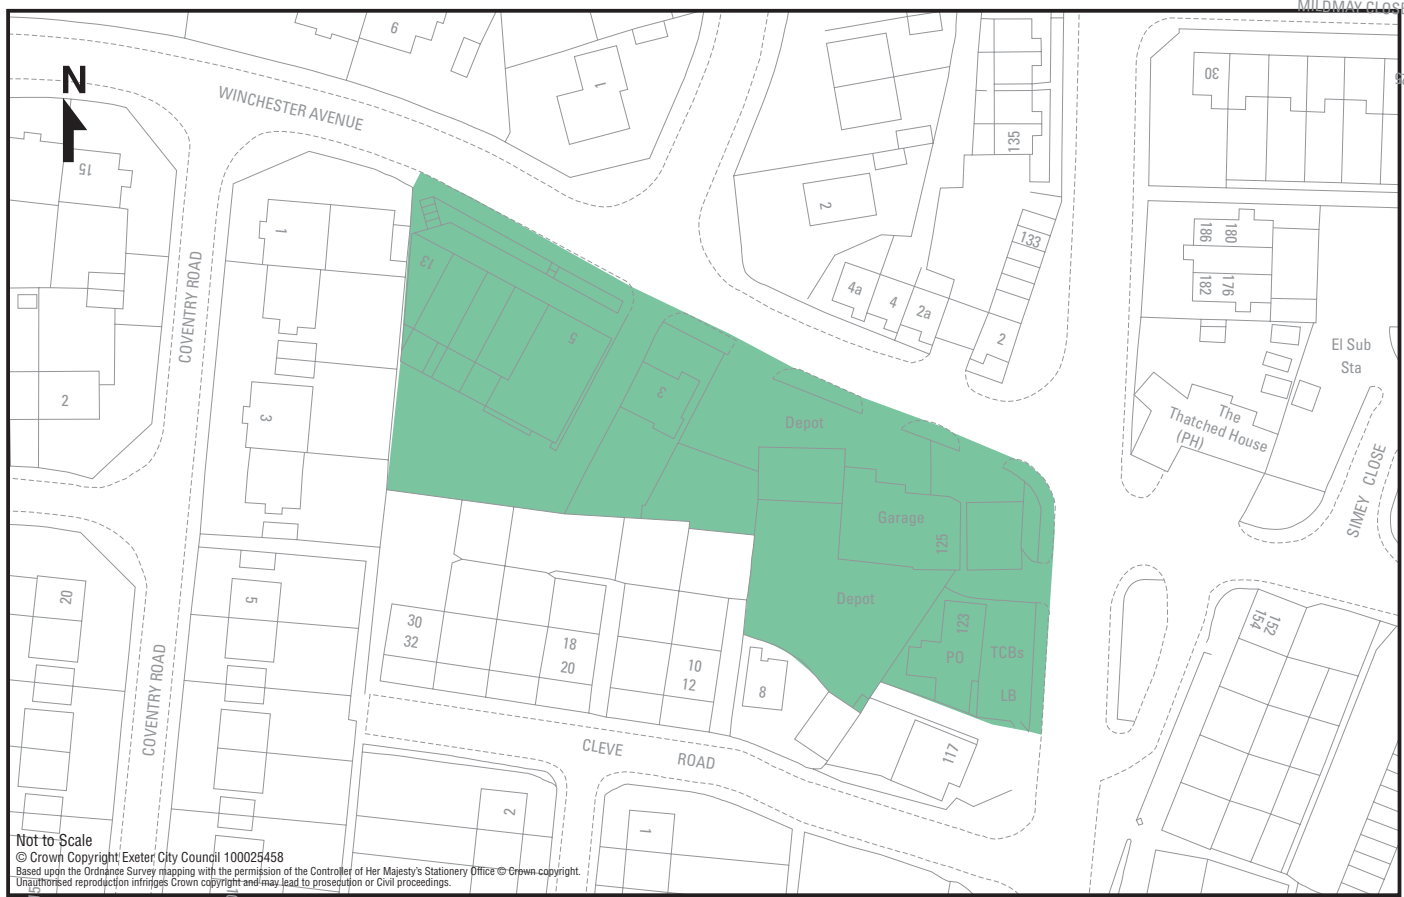 MILDMAY CLOSE
6
N
WINCHESTER AVENUE
1
30
15
135
2
1
133
186
180
182
176
13
4a
4
2a
2
COVENTRY ROAD
5
El Sub
Sta
2
3
3
Depot
The
Thatched House
(PH)
SIMEY CLOSE
Garage
125
20
5
Depot
30
32
18
20
10
12
8
123
PO
TCBs
LB
152
154
COVENTRY ROAD
CLEVE ROAD
117
2
1
Not to Scale
© Crown Copyright Exeter City Council 100025458
Based upon the Ordnance Survey mapping with the permission of the Controller of Her Majesty's Stationery Office © Crown copyright.
Unauthorised reproduction infringes Crown copyright and may lead to prosecution or Civil proceedings.